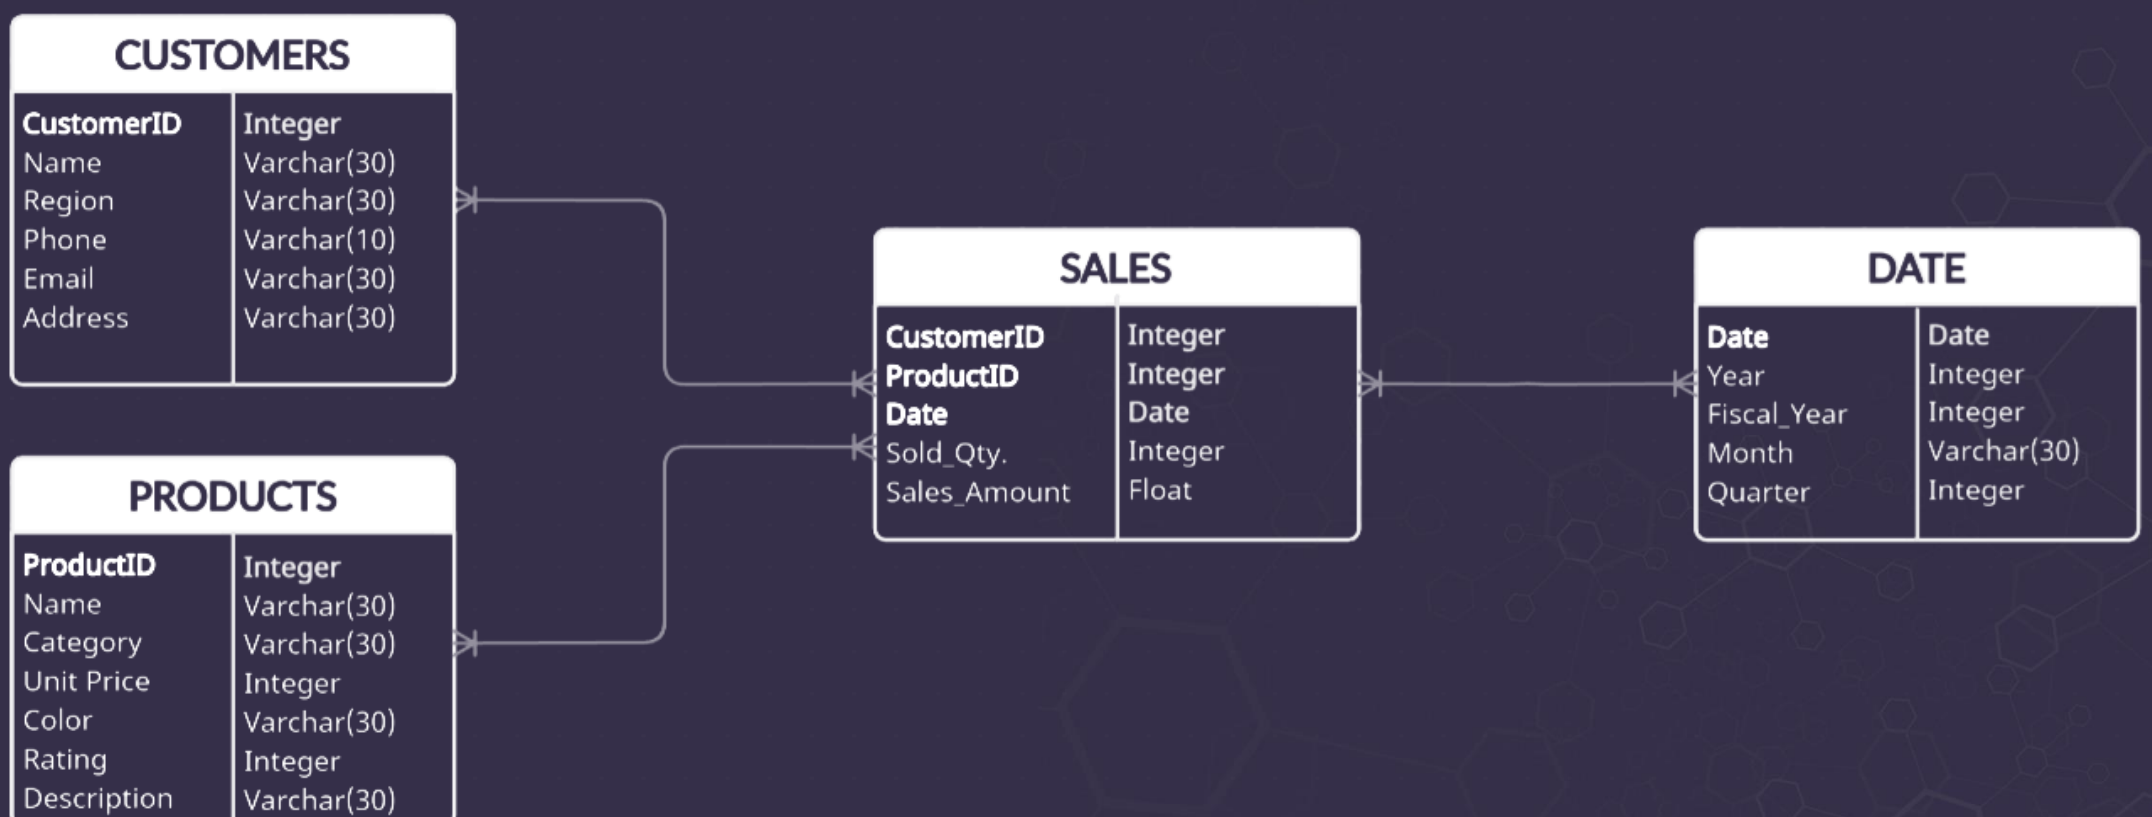 CUSTOMERS
CustomerID Integer
Name Varchar(30)
Region Varchar(30)
Phone Varchar(10)
Email Varchar(30)
Address Varchar(30)
PRODUCTS
ProductID Integer
Name Varchar(30)
Category Varchar(30)
Unit Price Integer
Color Varchar(30)
Rating Integer
Description Varchar(30)
SALES
CustomerID Integer
ProductID Integer
Date Date
Sold_Qty. Integer
Sales_Amount Float
DATE
Date Date
Year Integer
Fiscal_Year Integer
Month Varchar(30)
Quarter Integer